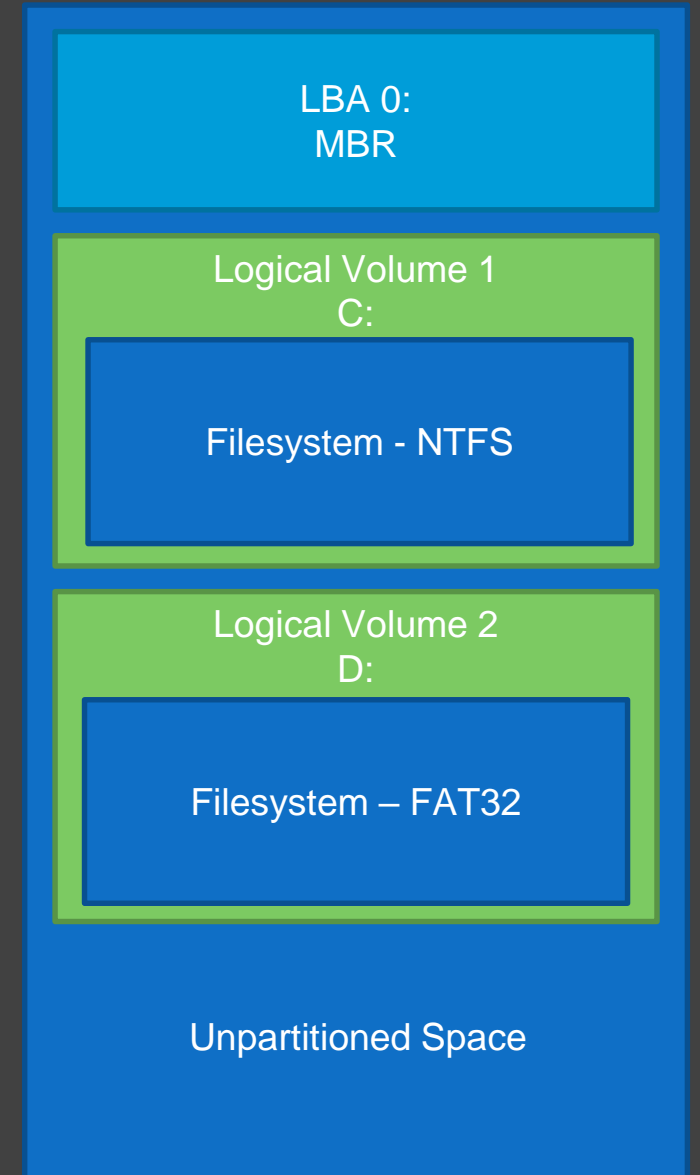 LBA 0:
MBR
Logical Volume 1
C:
Filesystem - NTFS
Logical Volume 2
D:
Filesystem – FAT32
Unpartitioned Space